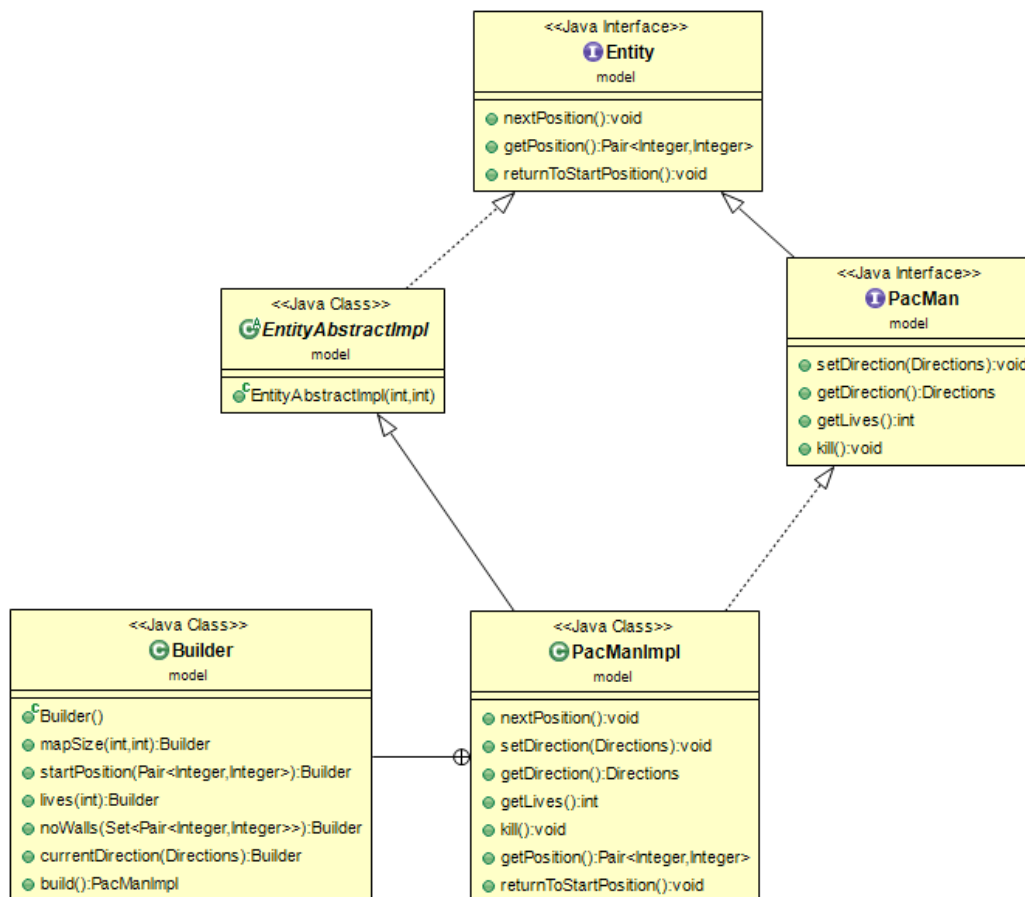 <<Java Interface>>
Entity
model
nextPosition():void
getPosition():Pair<Integer,Integer>
returnToStartPosition():void
<<Java Class>>
EntityAbstractImpl
model
EntityAbstractImpl(int,int)
<<Java Interface>>
PacMan
model
setDirection(Directions):void
getDirection():Directions
getLives():int
kill():void
<<Java Class>>
Builder
model
Builder()
mapSize(int,int):Builder
startPosition(Pair<Integer,Integer>):Builder
lives(int):Builder
noWalls(Set<Pair<Integer,Integer>>):Builder
currentDirection(Directions):Builder
build():PacManImpl
<<Java Class>>
PacManImpl
model
nextPosition():void
setDirection(Directions):void
getDirection():Directions
getLives():int
kill():void
getPosition():Pair<Integer,Integer>
returnToStartPosition():void